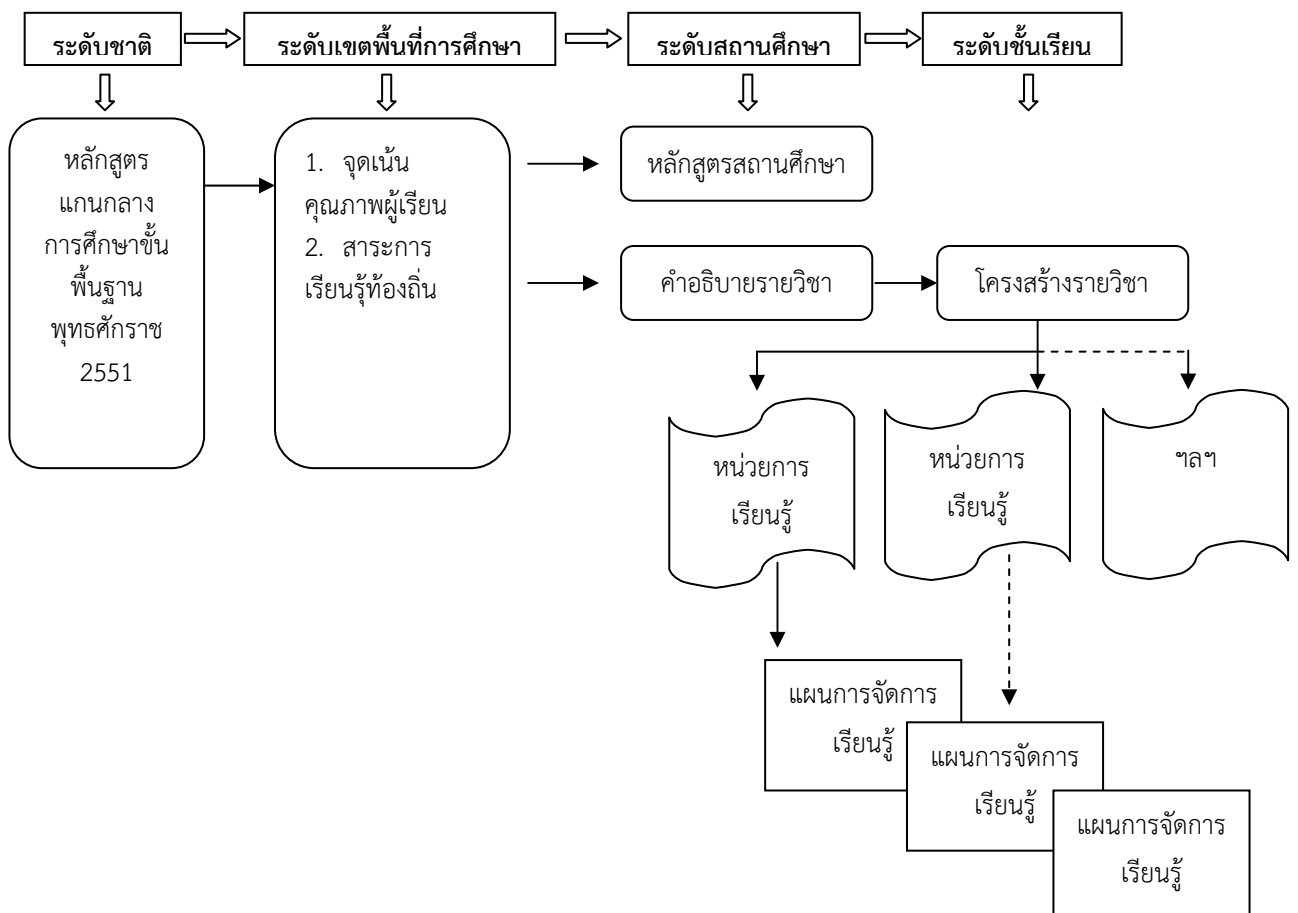 ระดับชาติ
ระดับเขตพื้นที่การศึกษา
ระดับสถานศึกษา
ระดับชั้นเรียน
หลักสูตร
แกนกลาง
การศึกษาขั้น
พื้นฐาน
พุทธศักราช
2551
1. จุดเน้น
คุณภาพผู้เรียน
2. สาระการ
เรียนรุ้ท้องถิ่น
หลักสูตรสถานศึกษา
คำอธิบายรายวิชา
โครงสร้างรายวิชา
หน่วยการ
เรียนรู้
หน่วยการ
เรียนรู้
ฯลฯ
แผนการจัดการ
เรียนรู้
แผนการจัดการ
เรียนรู้
แผนการจัดการ
เรียนรู้